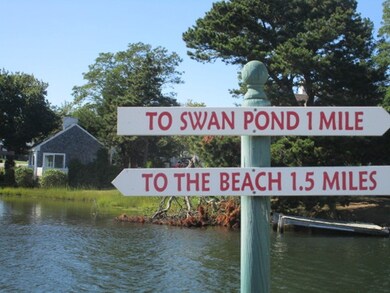 TO SWAN POND 1 MILE
TO THE BEACH 1.5 MILES